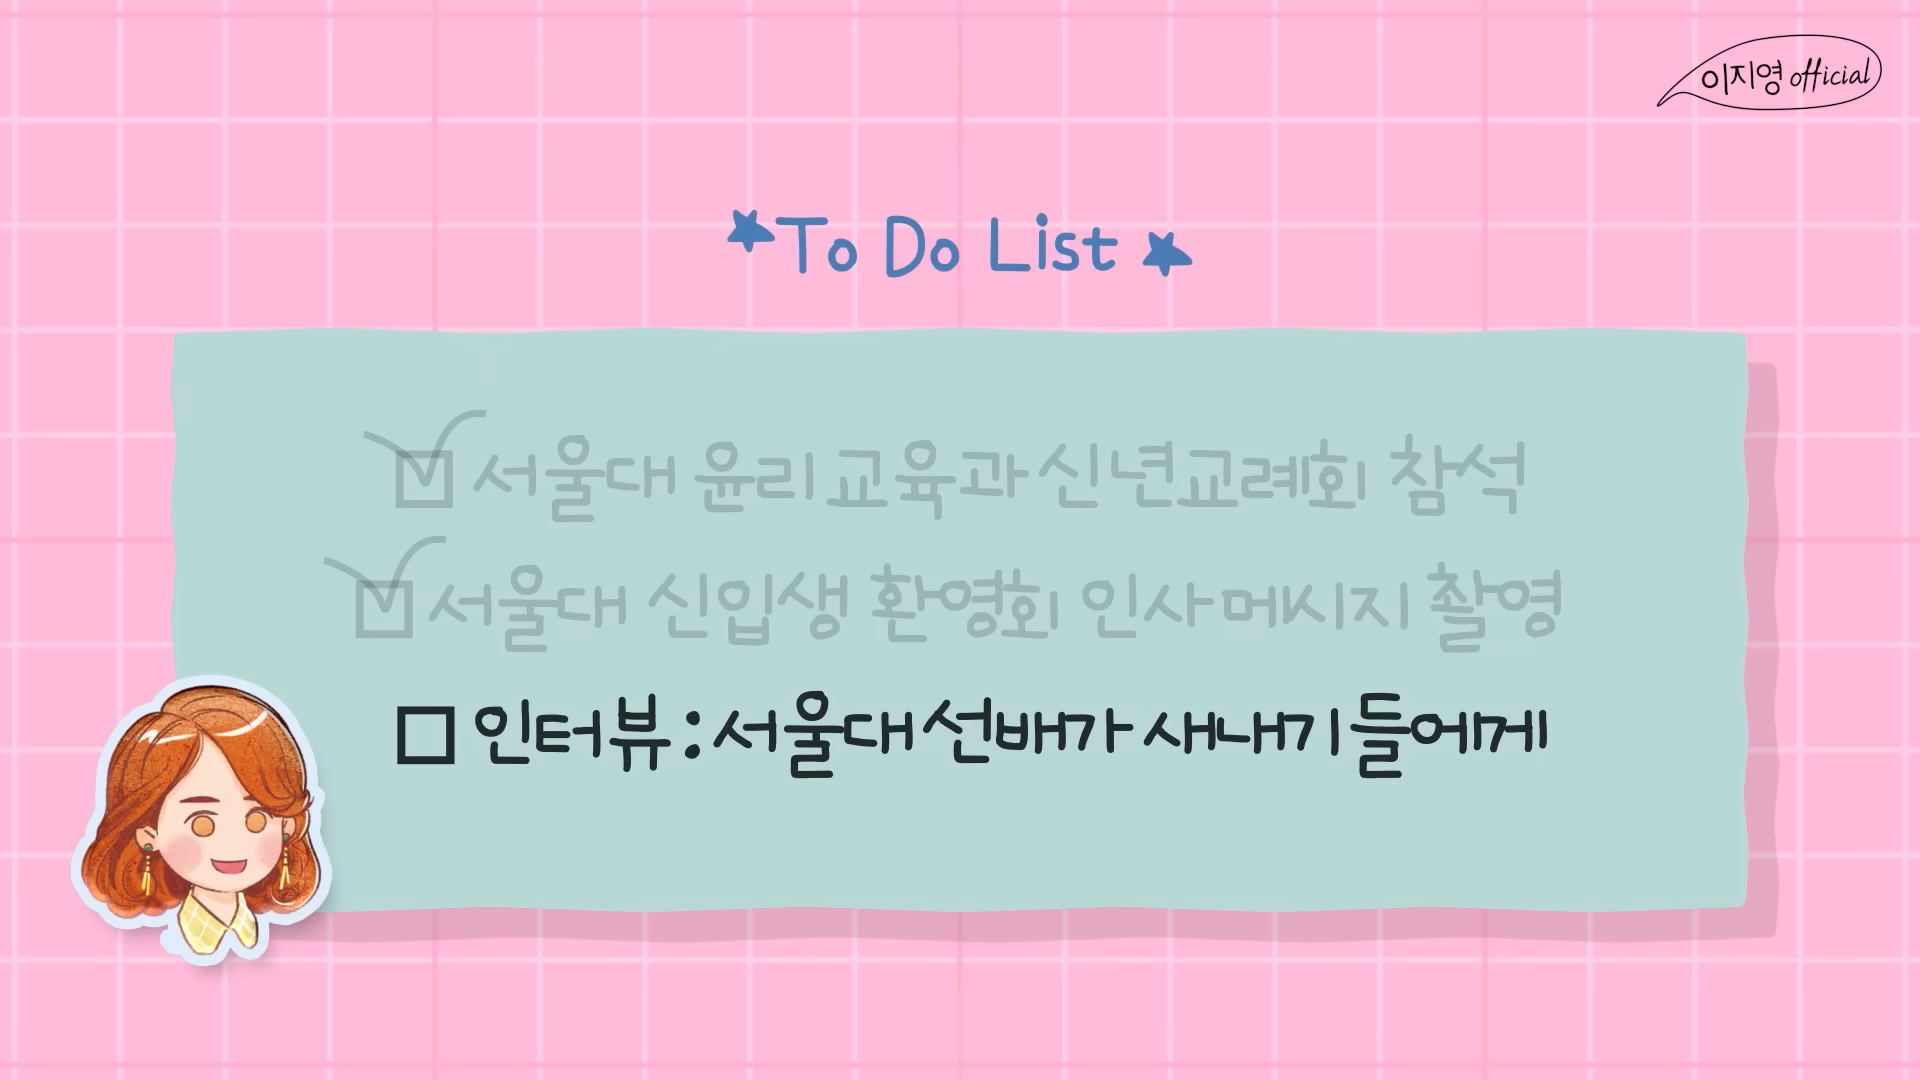 이지영 official
To Do List
서울대 윤리교육과 신년교례회 참석
서울대 신입생 환영회 인사 메시지 촬영
인터뷰 : 서울대 선배가 새내기들에게